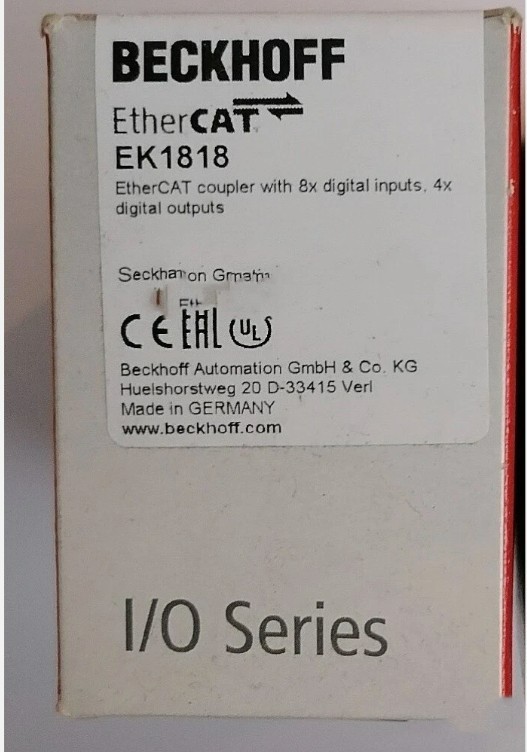 BECKHOFF
EtherCAT
EK1818
EtherCAT coupler with 8x digital inputs, 4x
digital outputs
CE EAC UL
Beckhoff Automation GmbH & Co. KG
Huelshorstweg 20 D-33415 Verl
Made in GERMANY
www.beckhoff.com
I/O Series